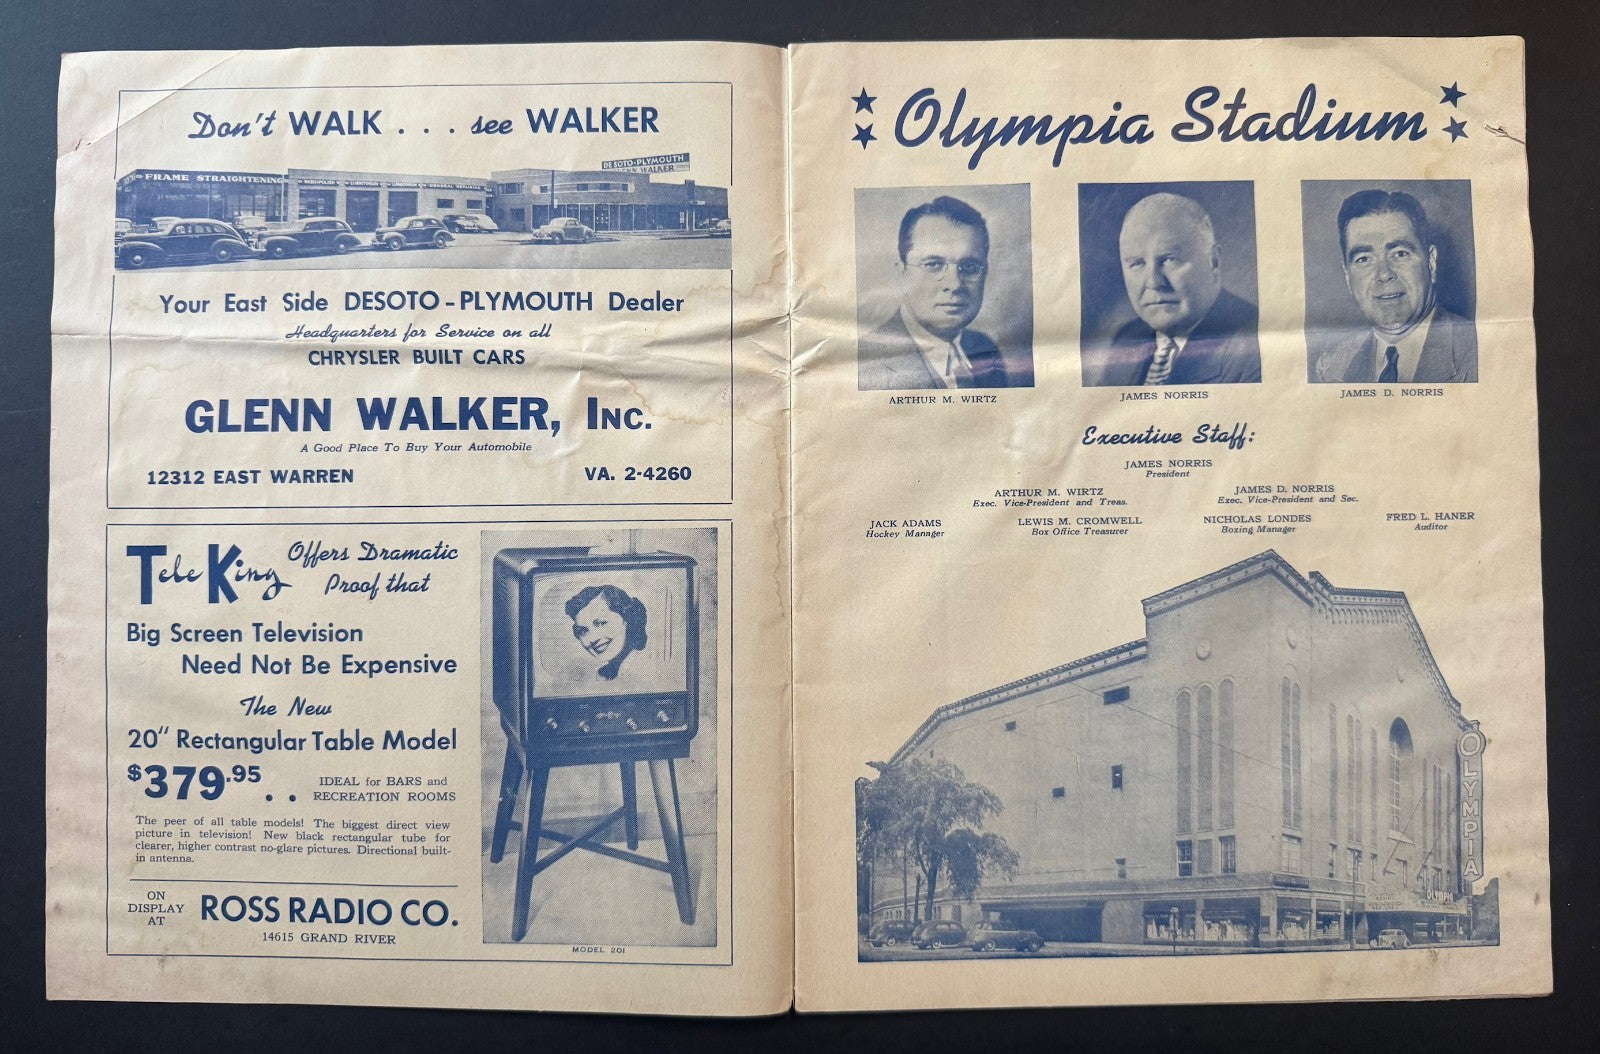 Don't WALK . . . see WALKER
FRAME STRAIGHTENING
DE SOTO-PLYMOUTH
GLENN WALKER
Your East Side DESOTO-PLYMOUTH Dealer
Headquarters for Service on all
CHRYSLER BUILT CARS
GLENN WALKER, INC.
A Good Place To Buy Your Automobile
12312 EAST WARREN VA. 2-4260
Tele King Offers Dramatic
Proof that
Big Screen Television
Need Not Be Expensive
The New
20" Rectangular Table Model
$379.95 . . IDEAL for BARS and
RECREATION ROOMS
The peer of all table models! The biggest direct view
picture in television! New black rectangular tube for
clearer, higher contrast no-glare pictures. Directional built-
in antenna.
ON
DISPLAY
AT
ROSS RADIO CO.
14615 GRAND RIVER
MODEL 201
Olympia Stadium
ARTHUR M. WIRTZ
JAMES NORRIS
JAMES D. NORRIS
Executive Staff:
JAMES NORRIS
President
ARTHUR M. WIRTZ
Exec. Vice-President and Treas.
JAMES D. NORRIS
Exec. Vice-President and Sec.
JACK ADAMS
Hockey Manager
LEWIS M. CROMWELL
Box Office Treasurer
NICHOLAS LONDES
Boxing Manager
FRED L. HANER
Auditor
OLYMPIA
OLYMPIA